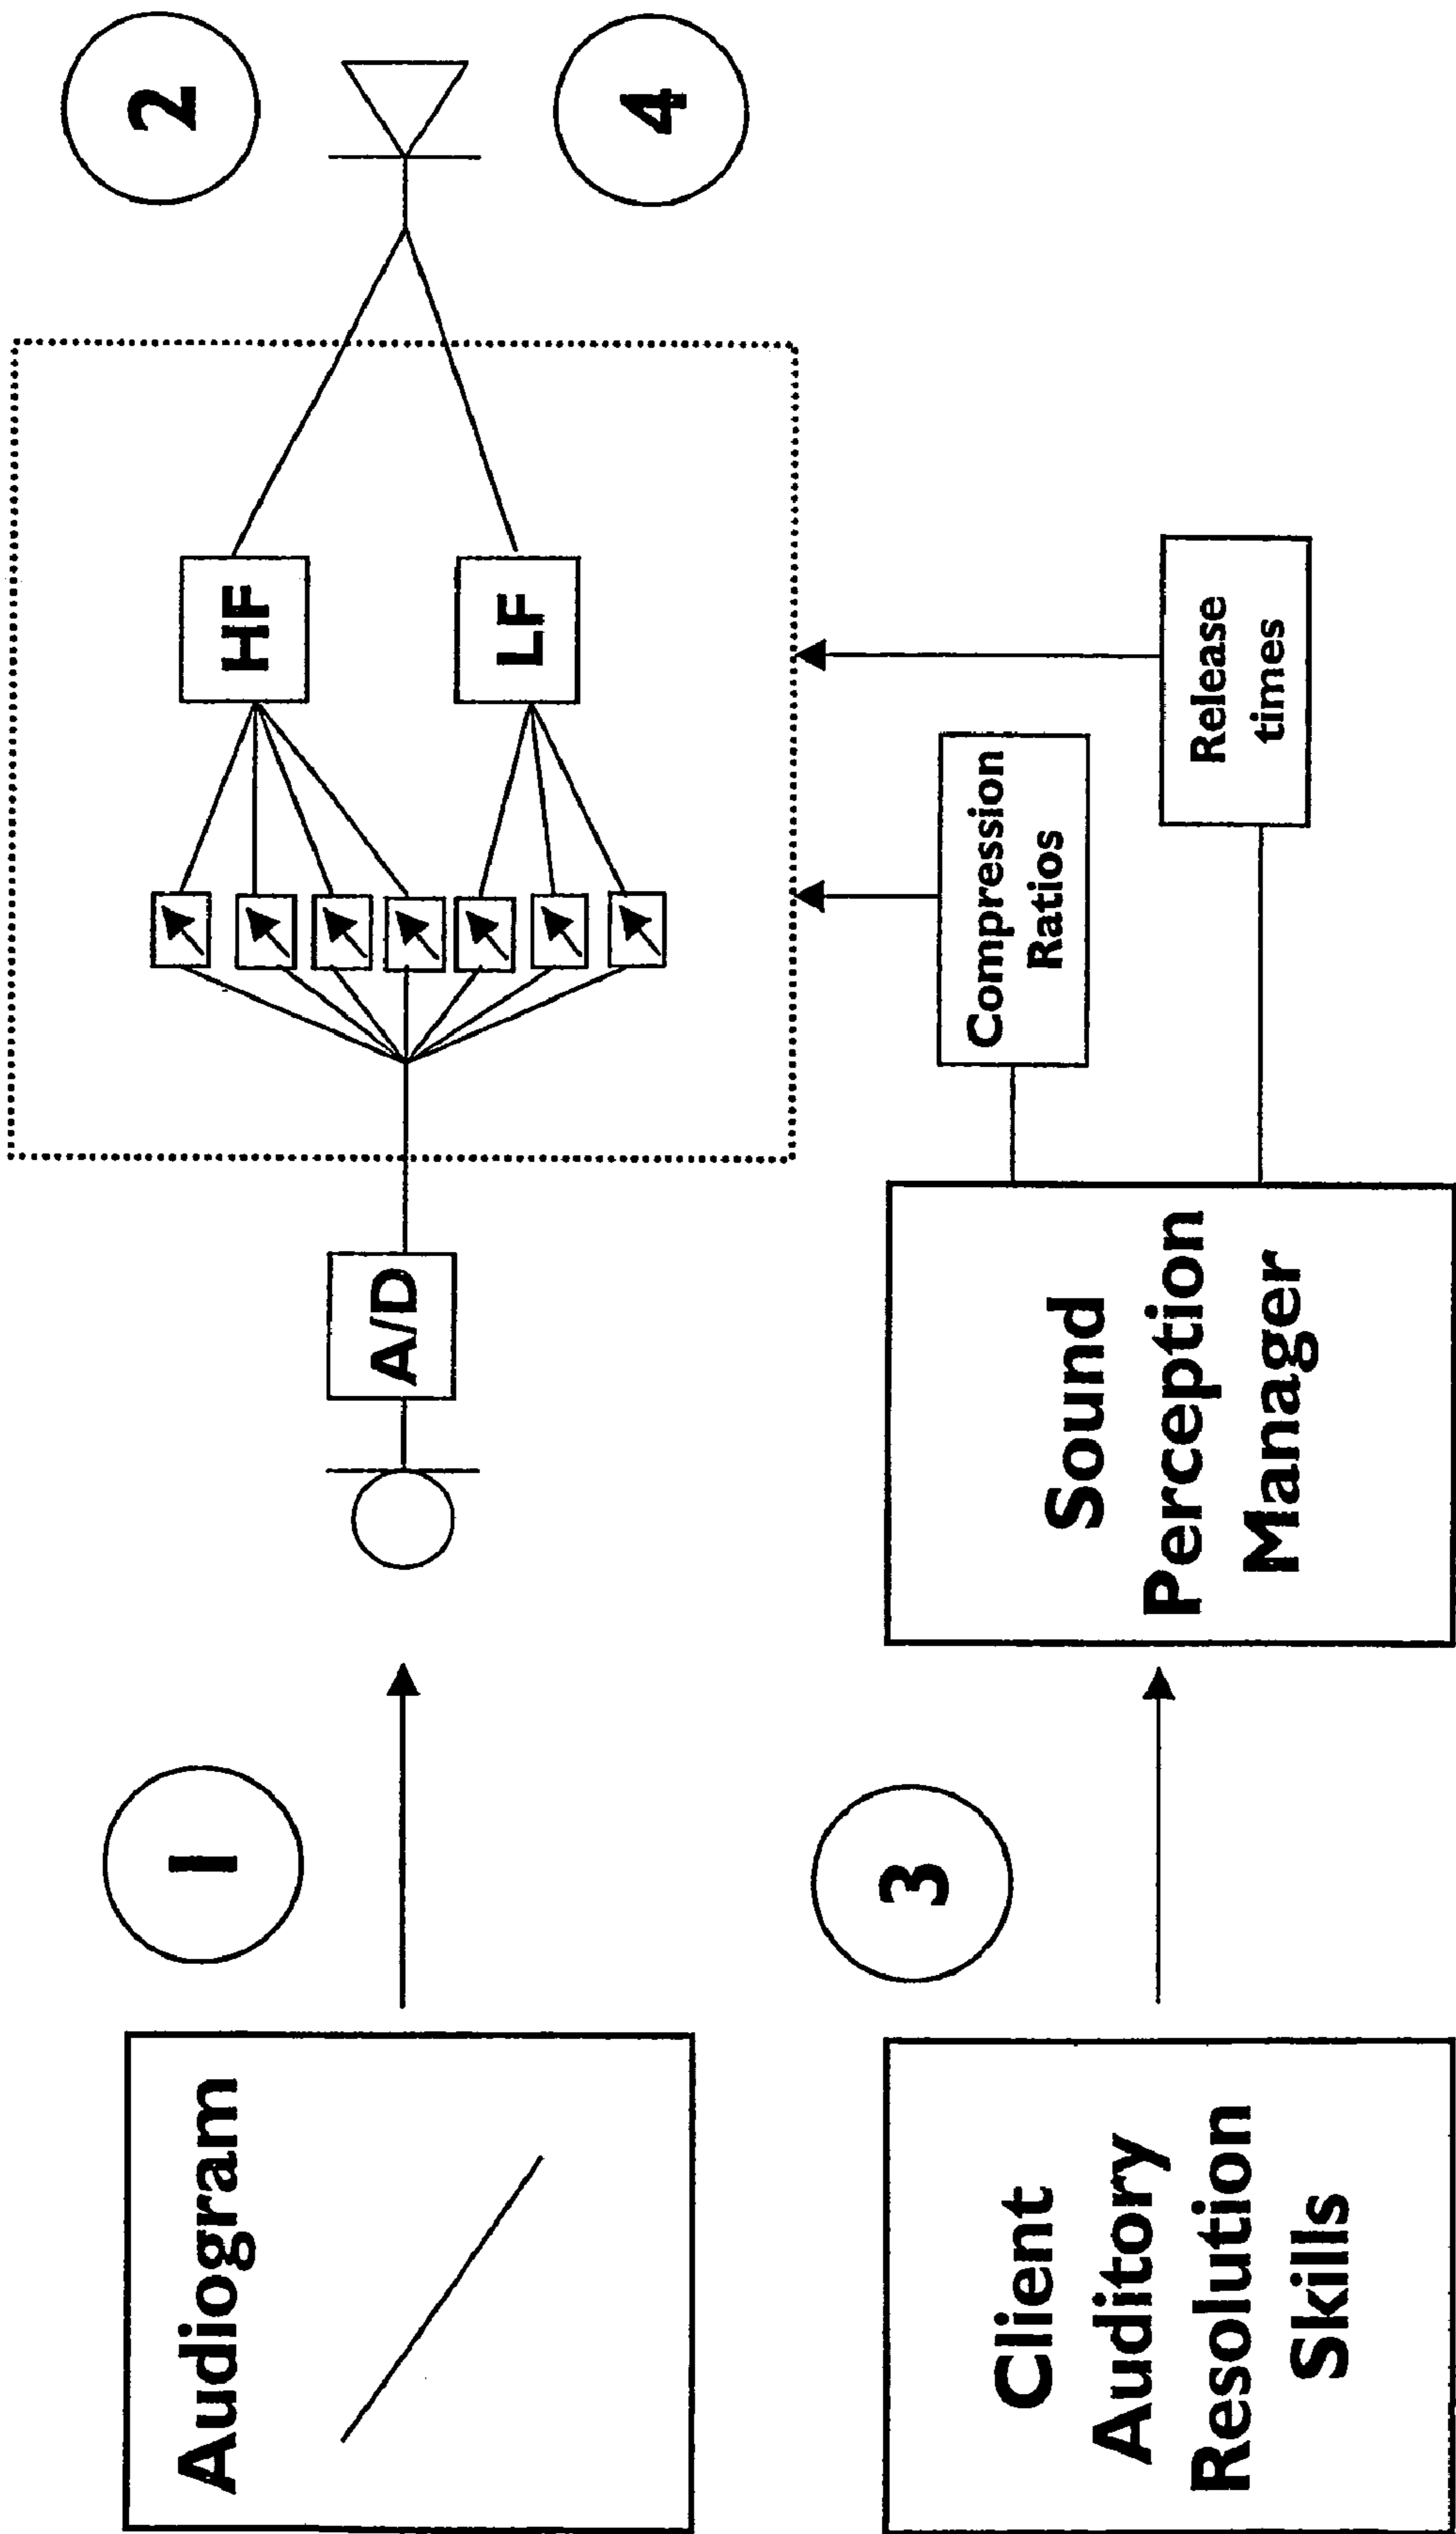 Audiogram
1
A/D
HF
LF
2
4
Client
Auditory
Resolution
Skills
3
Sound
Perception
Manager
Compression
Ratios
Release
times